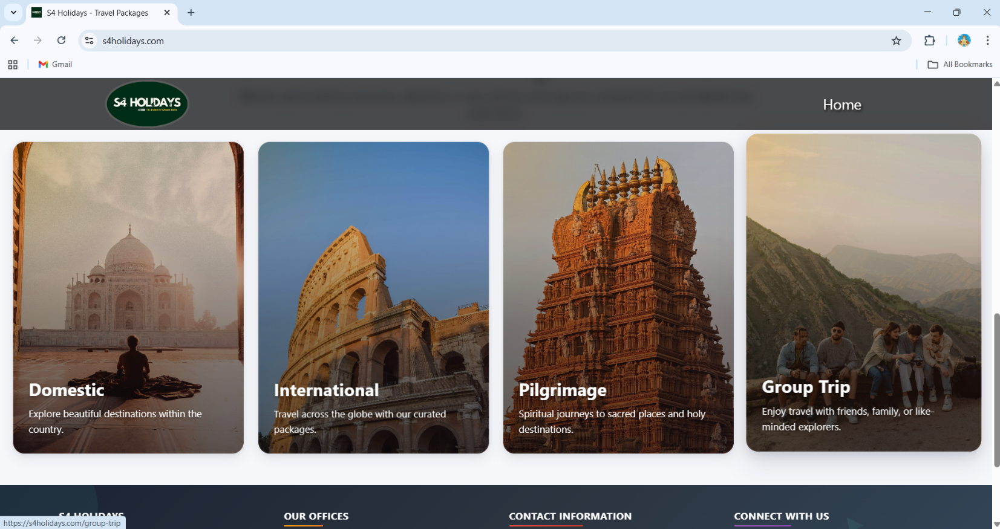 S4 Holidays - Travel Packages
s4holidays.com
Gmail
All Bookmarks
S4 HOLIDAYS
Home
Domestic
Explore beautiful destinations within the
country.
International
Travel across the globe with our curated
packages.
Pilgrimage
Spiritual journeys to sacred places and holy
destinations.
Group Trip
Enjoy travel with friends, family, or like-
minded explorers.
S4 HOLIDAYS
OUR OFFICES
CONTACT INFORMATION
CONNECT WITH US
https://s4holidays.com/group-trip